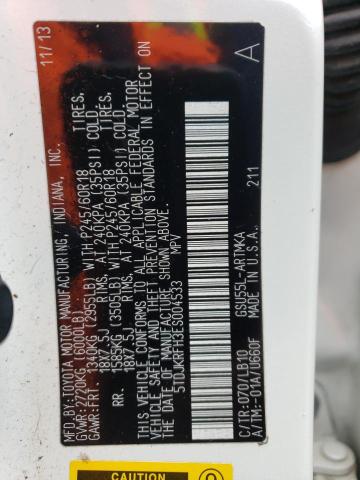 MFD.BY:TOYOTA MOTOR MANUFACTURING, INDIANA, INC. 11/13
GVWR:2720KG (6000LB)
GAWR:FRT. 1340KG (2955LB) WITH P245/60R18 TIRES,
18X7.5J RIMS, AT 240KPA (35PSI) COLD.
RR. 1585KG (3505LB) WITH P245/60R18 TIRES,
18X7.5J RIMS, AT 240KPA (35PSI) COLD.
THIS VEHICLE CONFORMS TO ALL APPLICABLE FEDERAL MOTOR
VEHICLE SAFETY, BUMPER AND THEFT PREVENTION STANDARDS IN EFFECT ON
THE DATE OF MANUFACTURE SHOWN ABOVE.
5TDJKRFH3ES004533 MPV
A
C/TR:070/LB10 GSU55L-ARTMKA
A/TM:-01A/U660F MADE IN U.S.A. 211
CAUTION